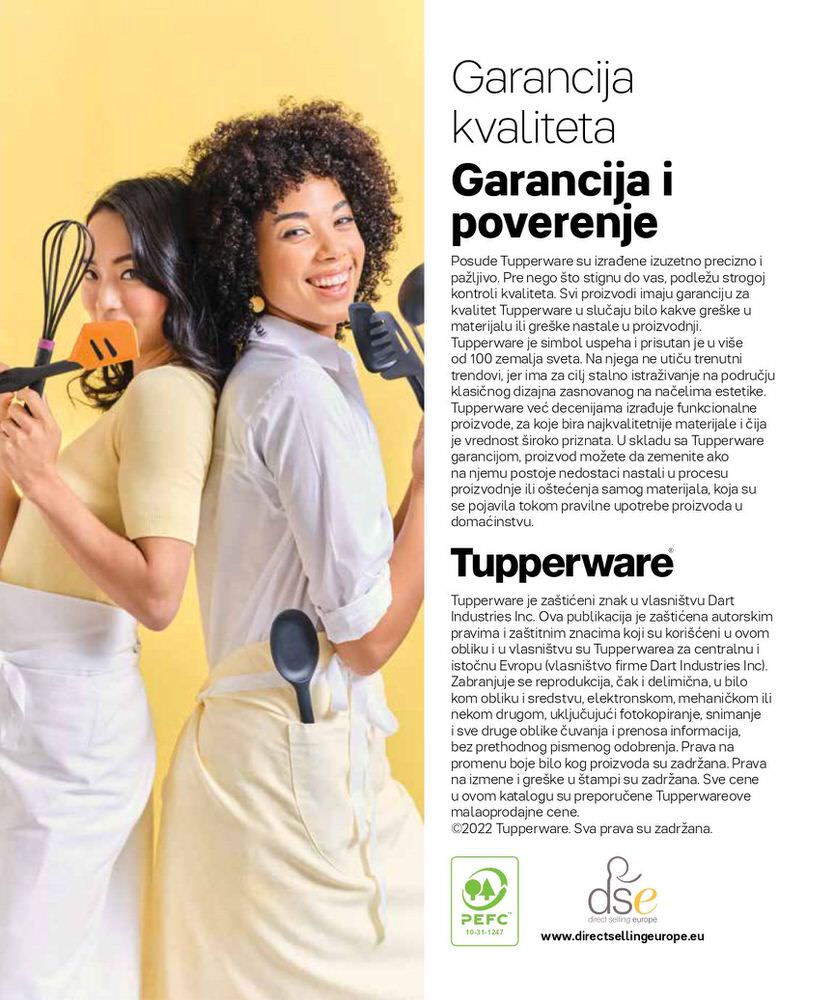 Garancija
kvaliteta
Garancija i
poverenje
Posude Tupperware su izrađene izuzetno precizno i
pažljivo. Pre nego što stignu do vas, podležu strogoj
kontroli kvaliteta. Svi proizvodi imaju garanciju za
kvalitet Tupperware u slučaju bilo kakve greške u
materijalu ili greške nastale u proizvodnji.
Tupperware je simbol uspeha i prisutan je u više
od 100 zemalja sveta. Na njega ne utiču trenutni
trendovi, jer ima za cilj stalno istraživanje na području
klasičnog dizajna zasnovanog na načelima estetike.
Tupperware već decenijama izrađuje funkcionalne
proizvode, za koje bira najkvalitetnije materijale i čija
je vrednost široko priznata. U skladu sa Tupperware
garancijom, proizvod možete da zemenite ako
na njemu postoje nedostaci nastali u procesu
proizvodnje ili oštećenja samog materijala, koja su
se pojavila tokom pravilne upotrebe proizvoda u
domaćinstvu.
Tupperware®
Tupperware je zaštićeni znak u vlasništvu Dart
Industries Inc. Ova publikacija je zaštićena autorskim
pravima i zaštitnim znacima koji su korišćeni u ovom
obliku i u vlasništvu su Tupperwarea za centralnu i
istočnu Evropu (vlasništvo firme Dart Industries Inc).
Zabranjuje se reprodukcija, čak i delimična, u bilo
kom obliku i sredstvu, elektronskom, mehaničkom ili
nekom drugom, uključujući fotokopiranje, snimanje
i sve druge oblike čuvanja i prenosa informacija,
bez prethodnog pismenog odobrenja. Prava na
promenu boje bilo kog proizvoda su zadržana. Prava
na izmene i greške u štampi su zadržana. Sve cene
u ovom katalogu su preporučene Tupperwareove
malaoprodajne cene.
©2022 Tupperware. Sva prava su zadržana.
PEFC™
10-31-1247
dse
direct selling europe
www.directsellingeurope.eu